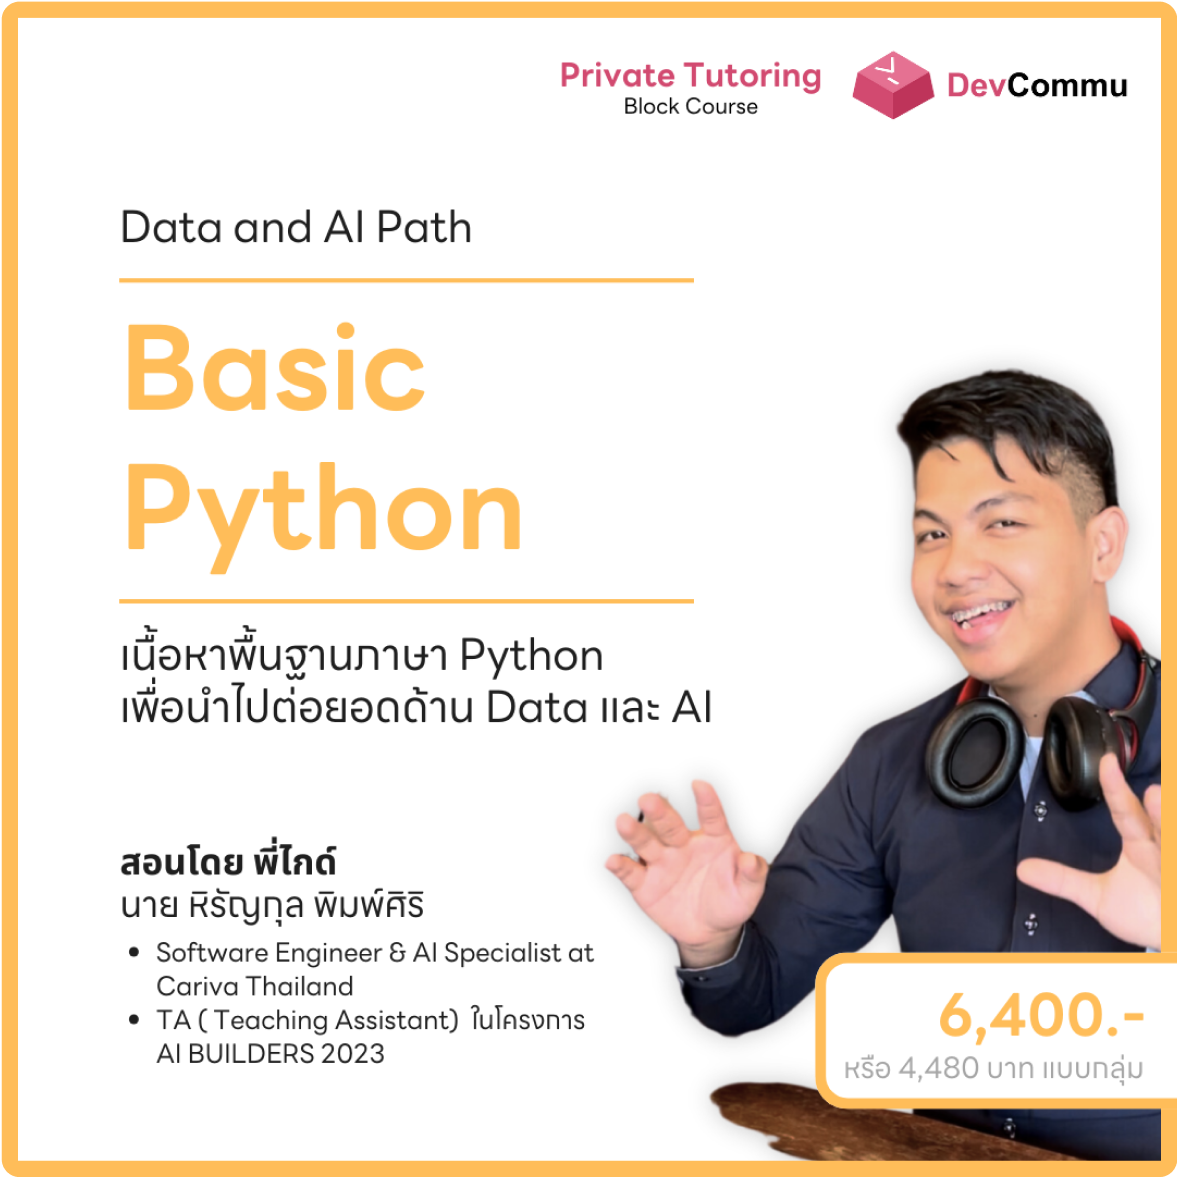 Private Tutoring
Block Course
DevCommu
Data and AI Path
Basic
Python
เนื้อหาพื้นฐานภาษา Python
เพื่อนำไปต่อยอดด้าน Data และ AI
สอนโดย พี่ไกด์
นาย หิรัญกุล พิมพ์ศิริ
• Software Engineer & AI Specialist at
Cariva Thailand
• TA ( Teaching Assistant) ในโครงการ
AI BUILDERS 2023
6,400.-
หรือ 4,480 บาท แบบกลุ่ม